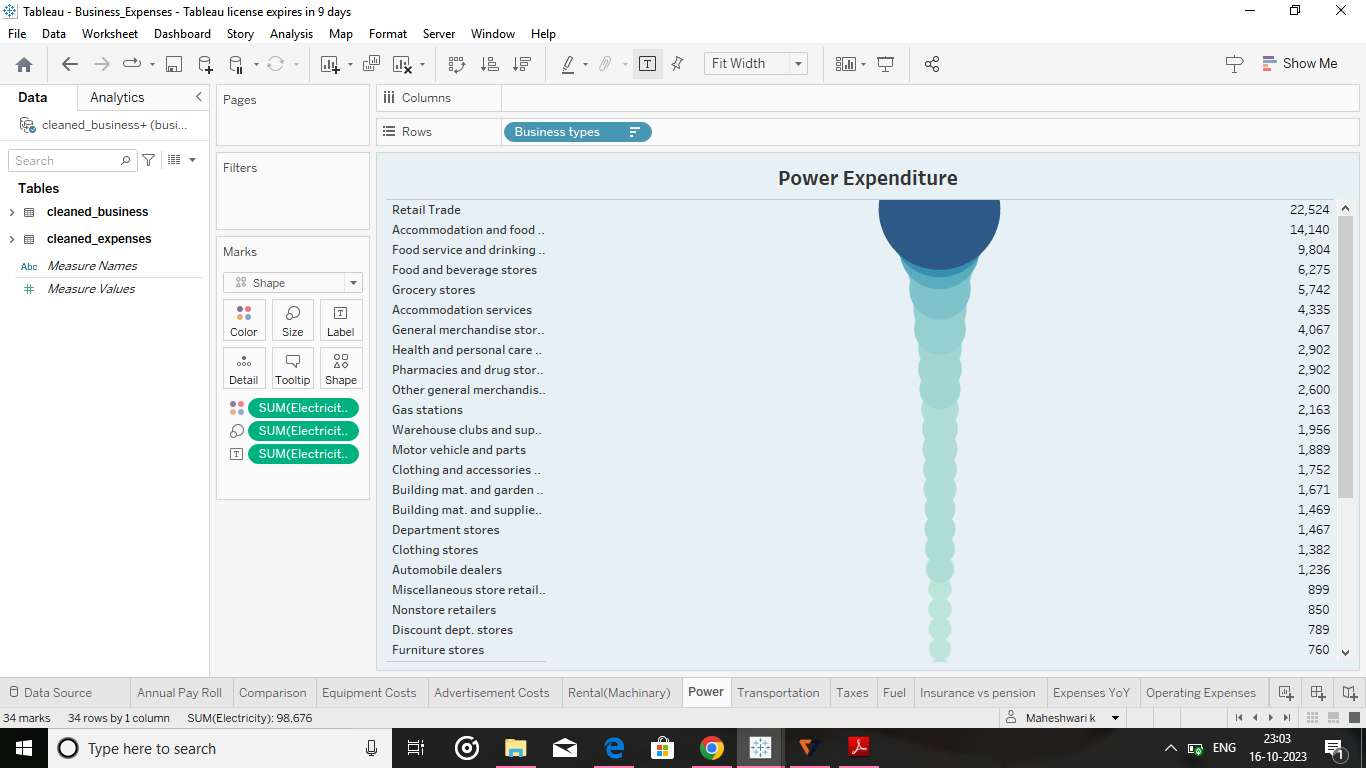 Tableau - Business_Expenses - Tableau license expires in 9 days
File Data Worksheet Dashboard Story Analysis Map Format Server Window Help
Fit Width
Show Me
Data Analytics
cleaned_business+ (busi...
Search
Tables
cleaned_business
cleaned_expenses
Abc Measure Names
# Measure Values
Pages
Filters
Marks
Shape
Color Size Label
Detail Tooltip Shape
SUM(Electricit..
SUM(Electricit..
SUM(Electricit..
Columns
Rows Business types
Power Expenditure
Retail Trade 22,524
Accommodation and food .. 14,140
Food service and drinking .. 9,804
Food and beverage stores 6,275
Grocery stores 5,742
Accommodation services 4,335
General merchandise stor.. 4,067
Health and personal care .. 2,902
Pharmacies and drug stor.. 2,902
Other general merchandis.. 2,600
Gas stations 2,163
Warehouse clubs and sup.. 1,956
Motor vehicle and parts 1,889
Clothing and accessories .. 1,752
Building mat. and garden .. 1,671
Building mat. and supplie.. 1,469
Department stores 1,467
Clothing stores 1,382
Automobile dealers 1,236
Miscellaneous store retail.. 899
Nonstore retailers 850
Discount dept. stores 789
Furniture stores 760
Data Source Annual Pay Roll Comparison Equipment Costs Advertisement Costs Rental(Machinary) Power Transportation Taxes Fuel Insurance vs pension Expenses YoY Operating Expenses
34 marks 34 rows by 1 column SUM(Electricity): 98,676 Maheshwari k
Type here to search
ENG
23:03
16-10-2023
1